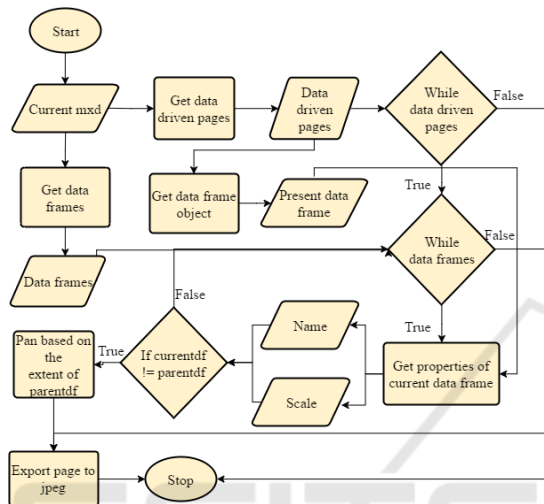 Start
Current mxd
Get data
driven pages
Data
driven
pages
While
data driven
pages
False
True
Get data
frames
Get data frame
object
Present data
frame
While
data frames
False
Data frames
False
True
Name
Scale
Get properties of
current data frame
If currentdf
!= parentdf
True
Pan based on
the
extent of
parentdf
Export page to
jpeg
Stop